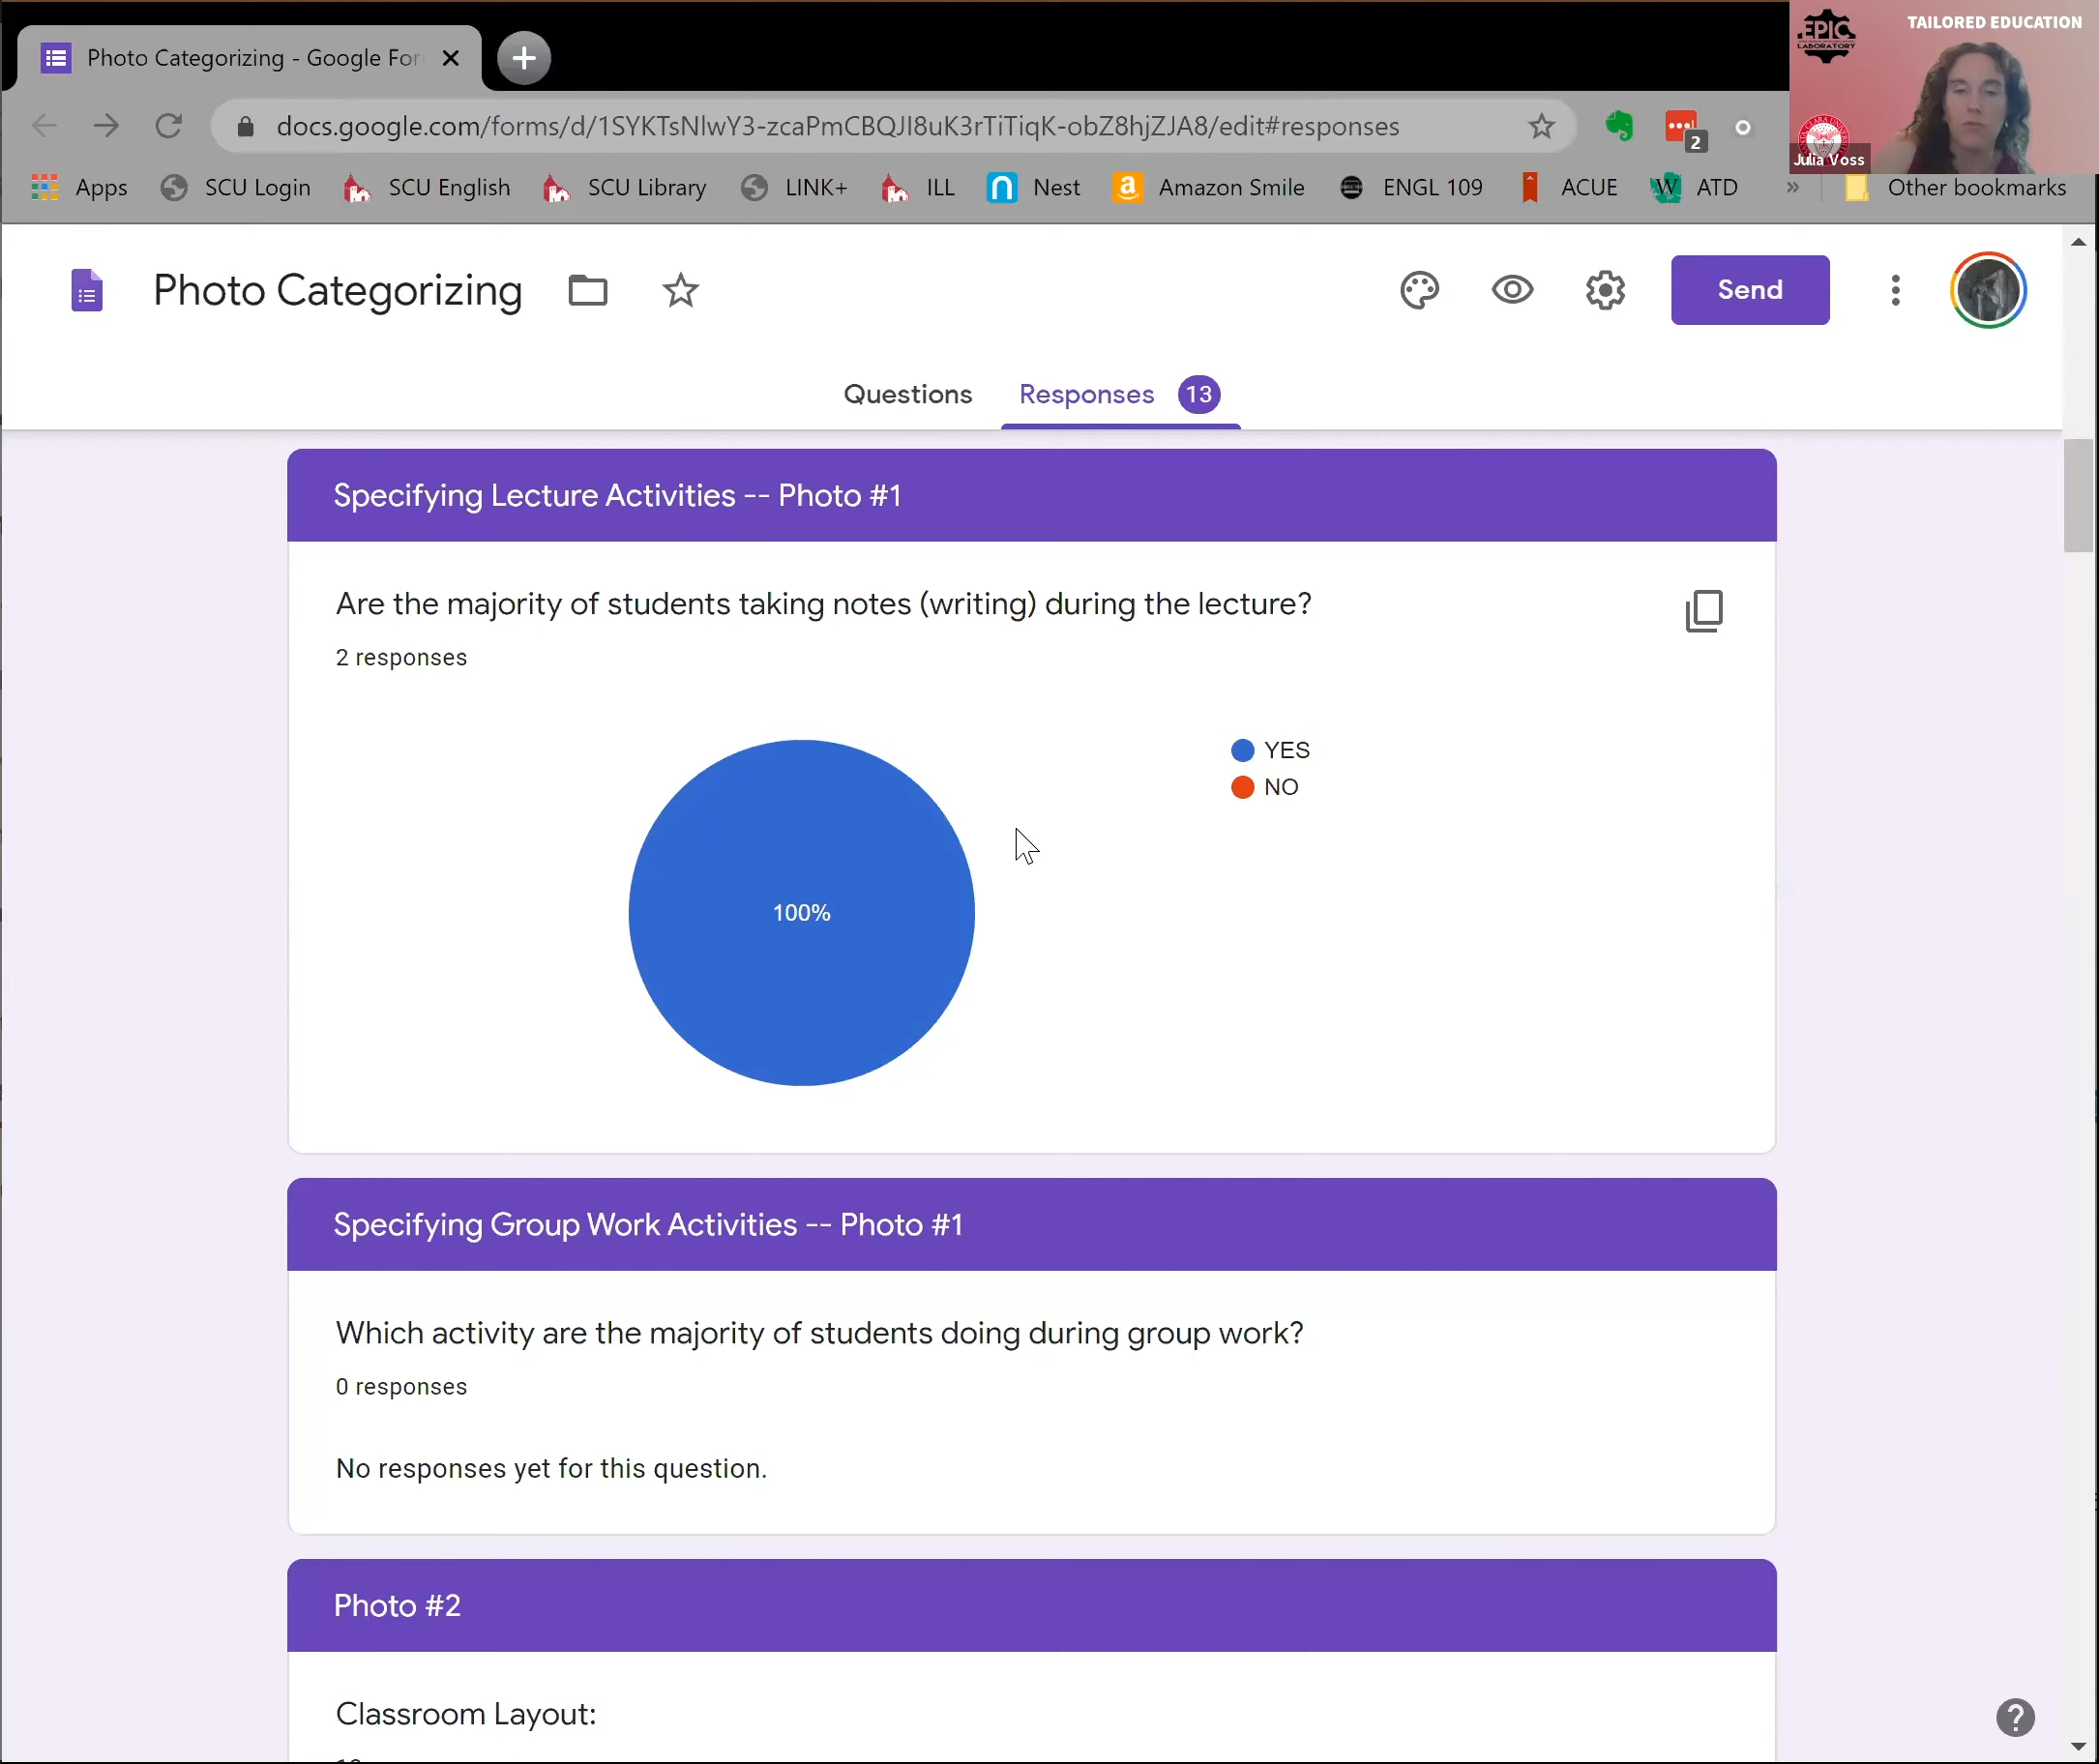 Photo Categorizing - Google For
EPIC
LABORATORY
TAILORED EDUCATION
docs.google.com/forms/d/1SYKTsNlwY3-zcaPmCBQJI8uK3rTiTiqK-obZ8hjZJA8/edit#responses
2
Julia Voss
Apps
SCU Login
SCU English
SCU Library
LINK+
ILL
Nest
Amazon Smile
ENGL 109
ACUE
ATD
»
Other bookmarks
Photo Categorizing
Send
Questions
Responses 13
Specifying Lecture Activities -- Photo #1
Are the majority of students taking notes (writing) during the lecture?
2 responses
YES
NO
100%
Specifying Group Work Activities -- Photo #1
Which activity are the majority of students doing during group work?
0 responses
No responses yet for this question.
Photo #2
Classroom Layout: